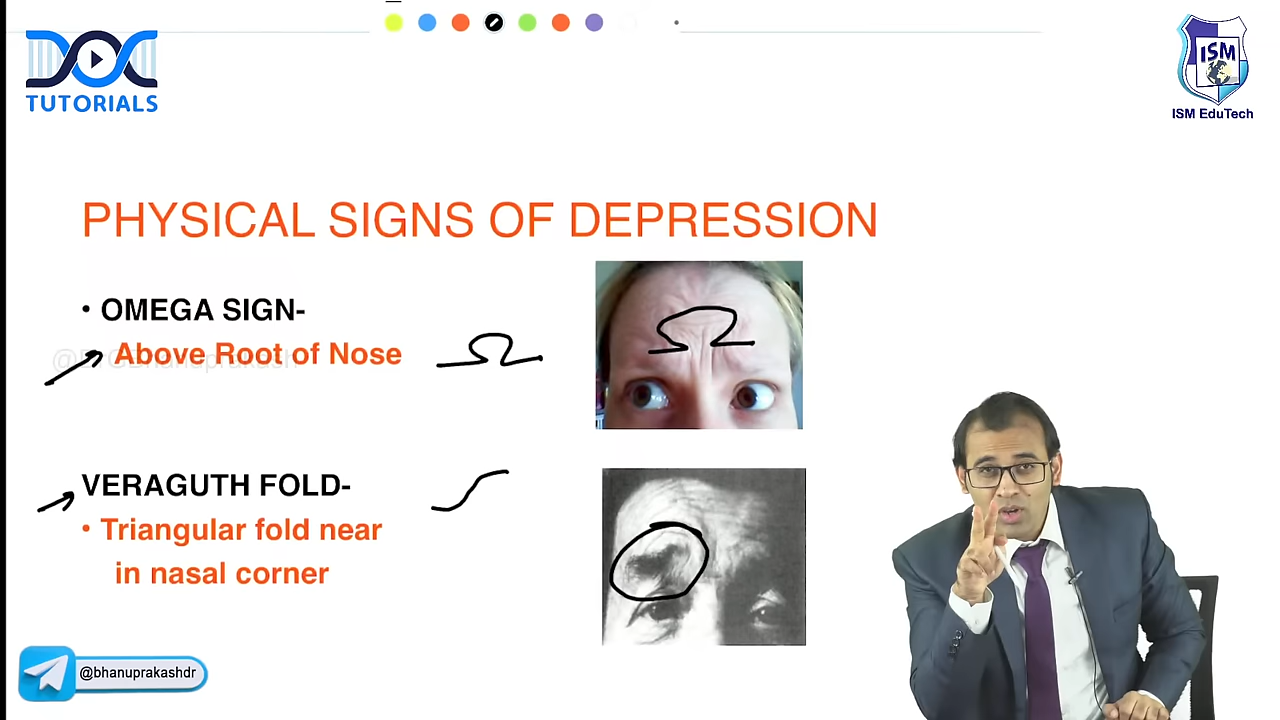 DOC
TUTORIALS
ISM
ISM EduTech
PHYSICAL SIGNS OF DEPRESSION
• OMEGA SIGN-
Above Root of Nose
Ω
Ω
VERAGUTH FOLD-
• Triangular fold near
in nasal corner
@bhanuprakashdr